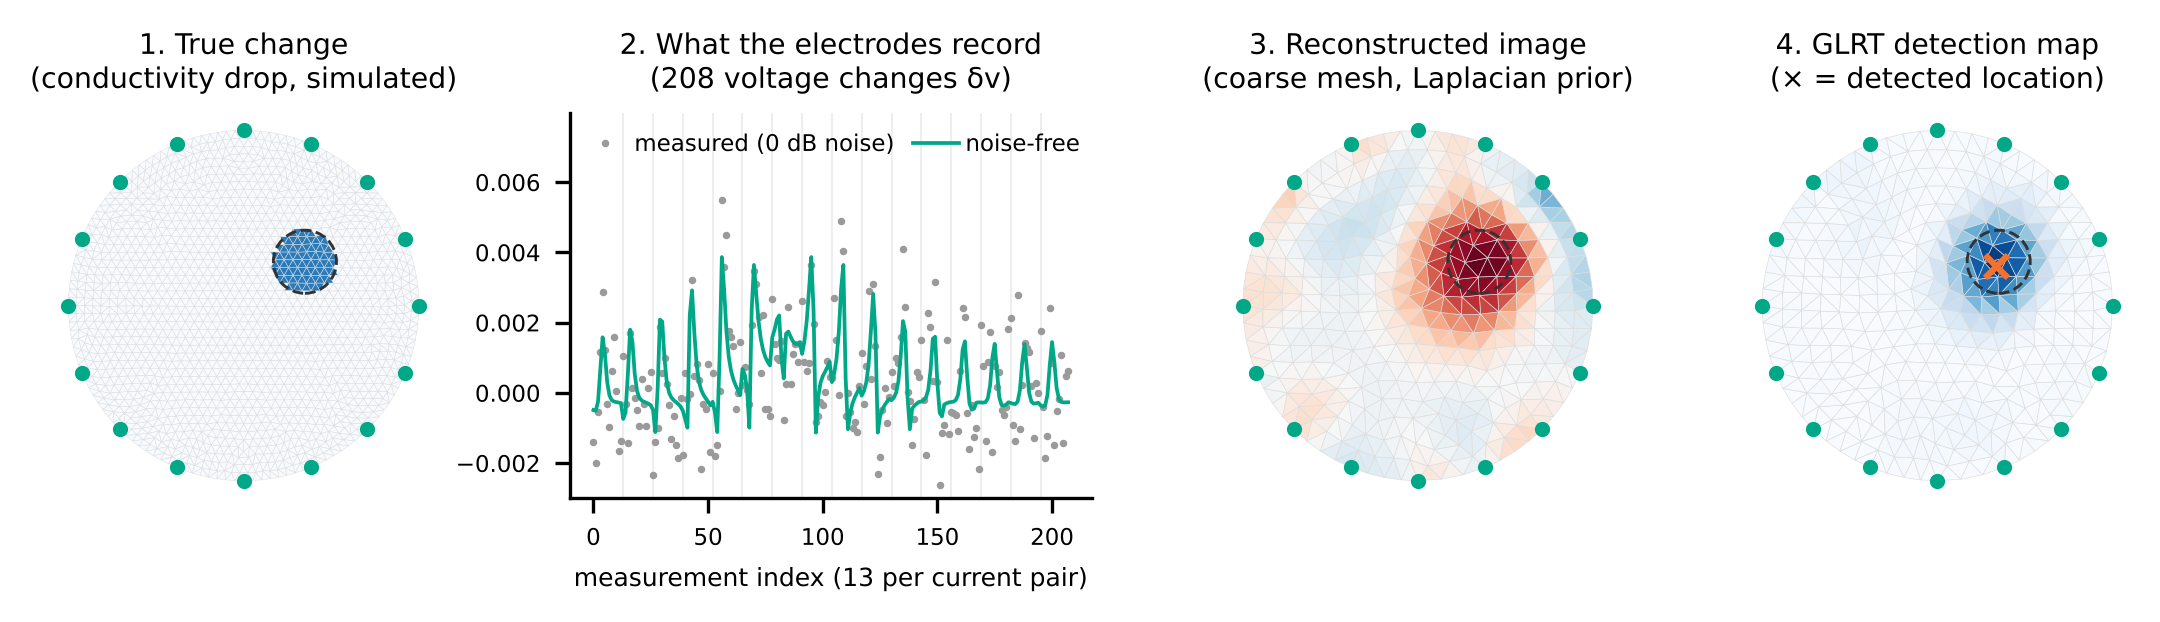 1. True change
(conductivity drop, simulated)
2. What the electrodes record
(208 voltage changes δv)
3. Reconstructed image
(coarse mesh, Laplacian prior)
4. GLRT detection map
(× = detected location)
measured (0 dB noise)
noise-free
0.006
0.004
0.002
0.000
−0.002
0
50
100
150
200
measurement index (13 per current pair)